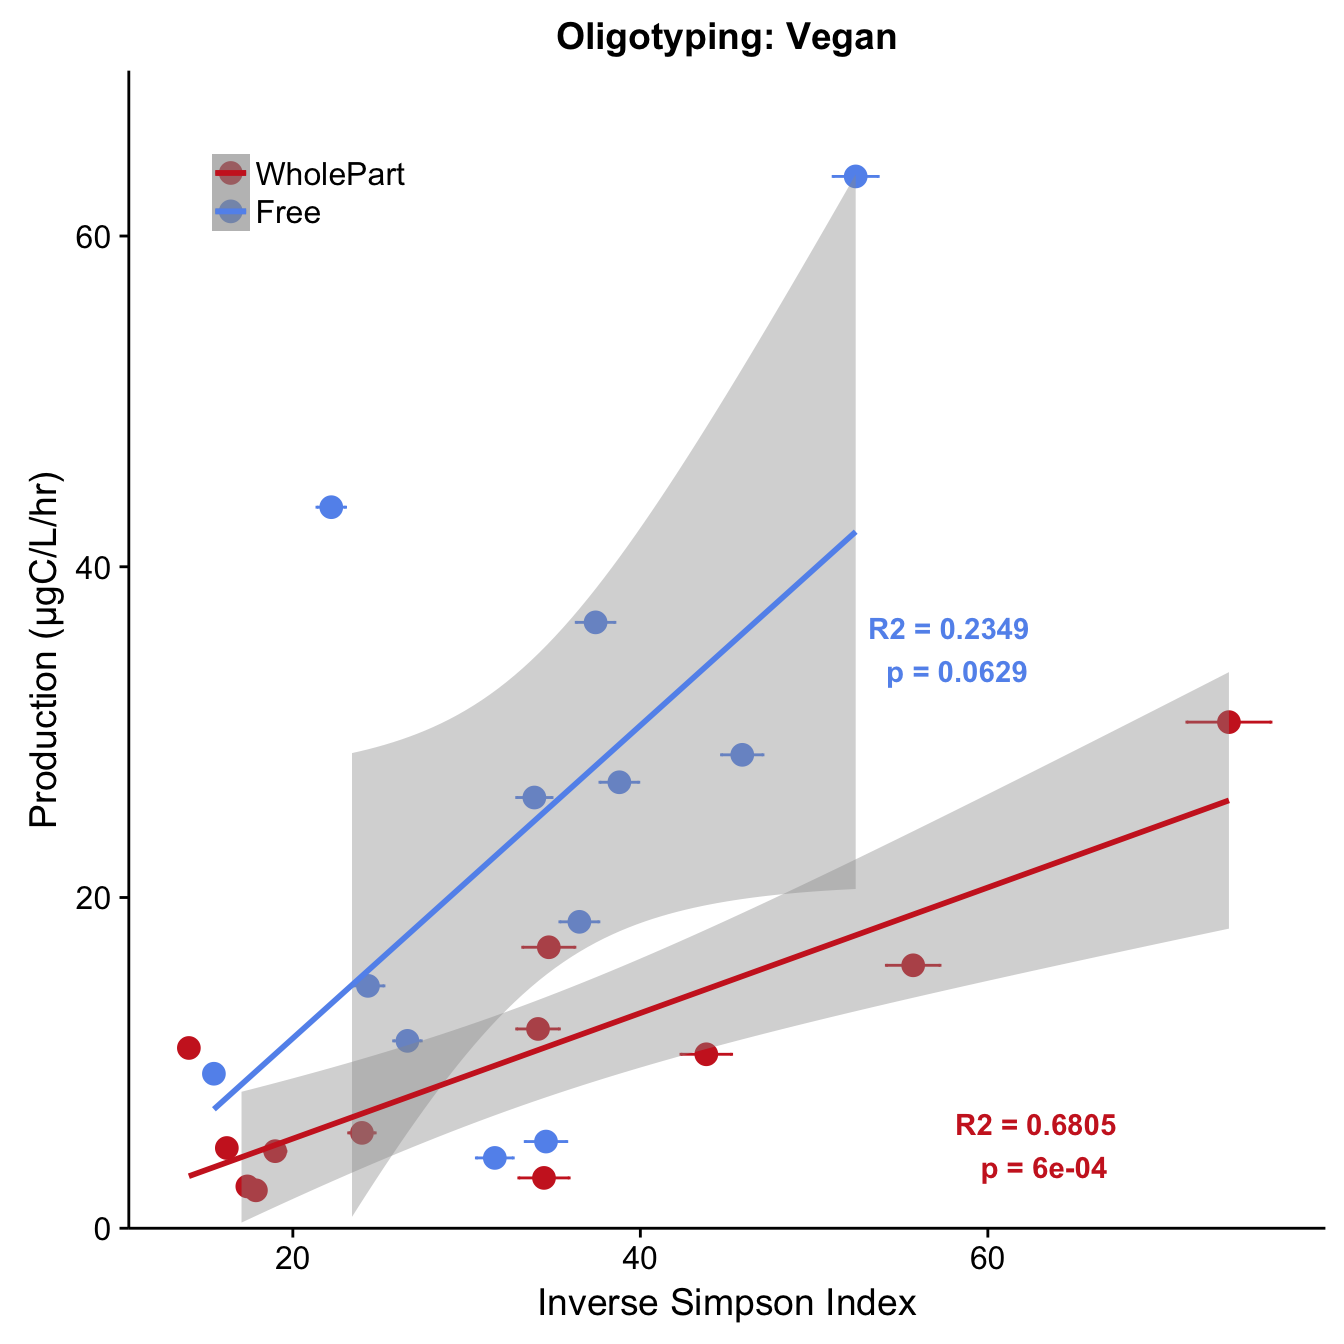 Oligotyping: Vegan
WholePart
Free
60
40
20
0
Production (µgC/L/hr)
R2 = 0.2349
p = 0.0629
R2 = 0.6805
p = 6e-04
20 40 60
Inverse Simpson Index